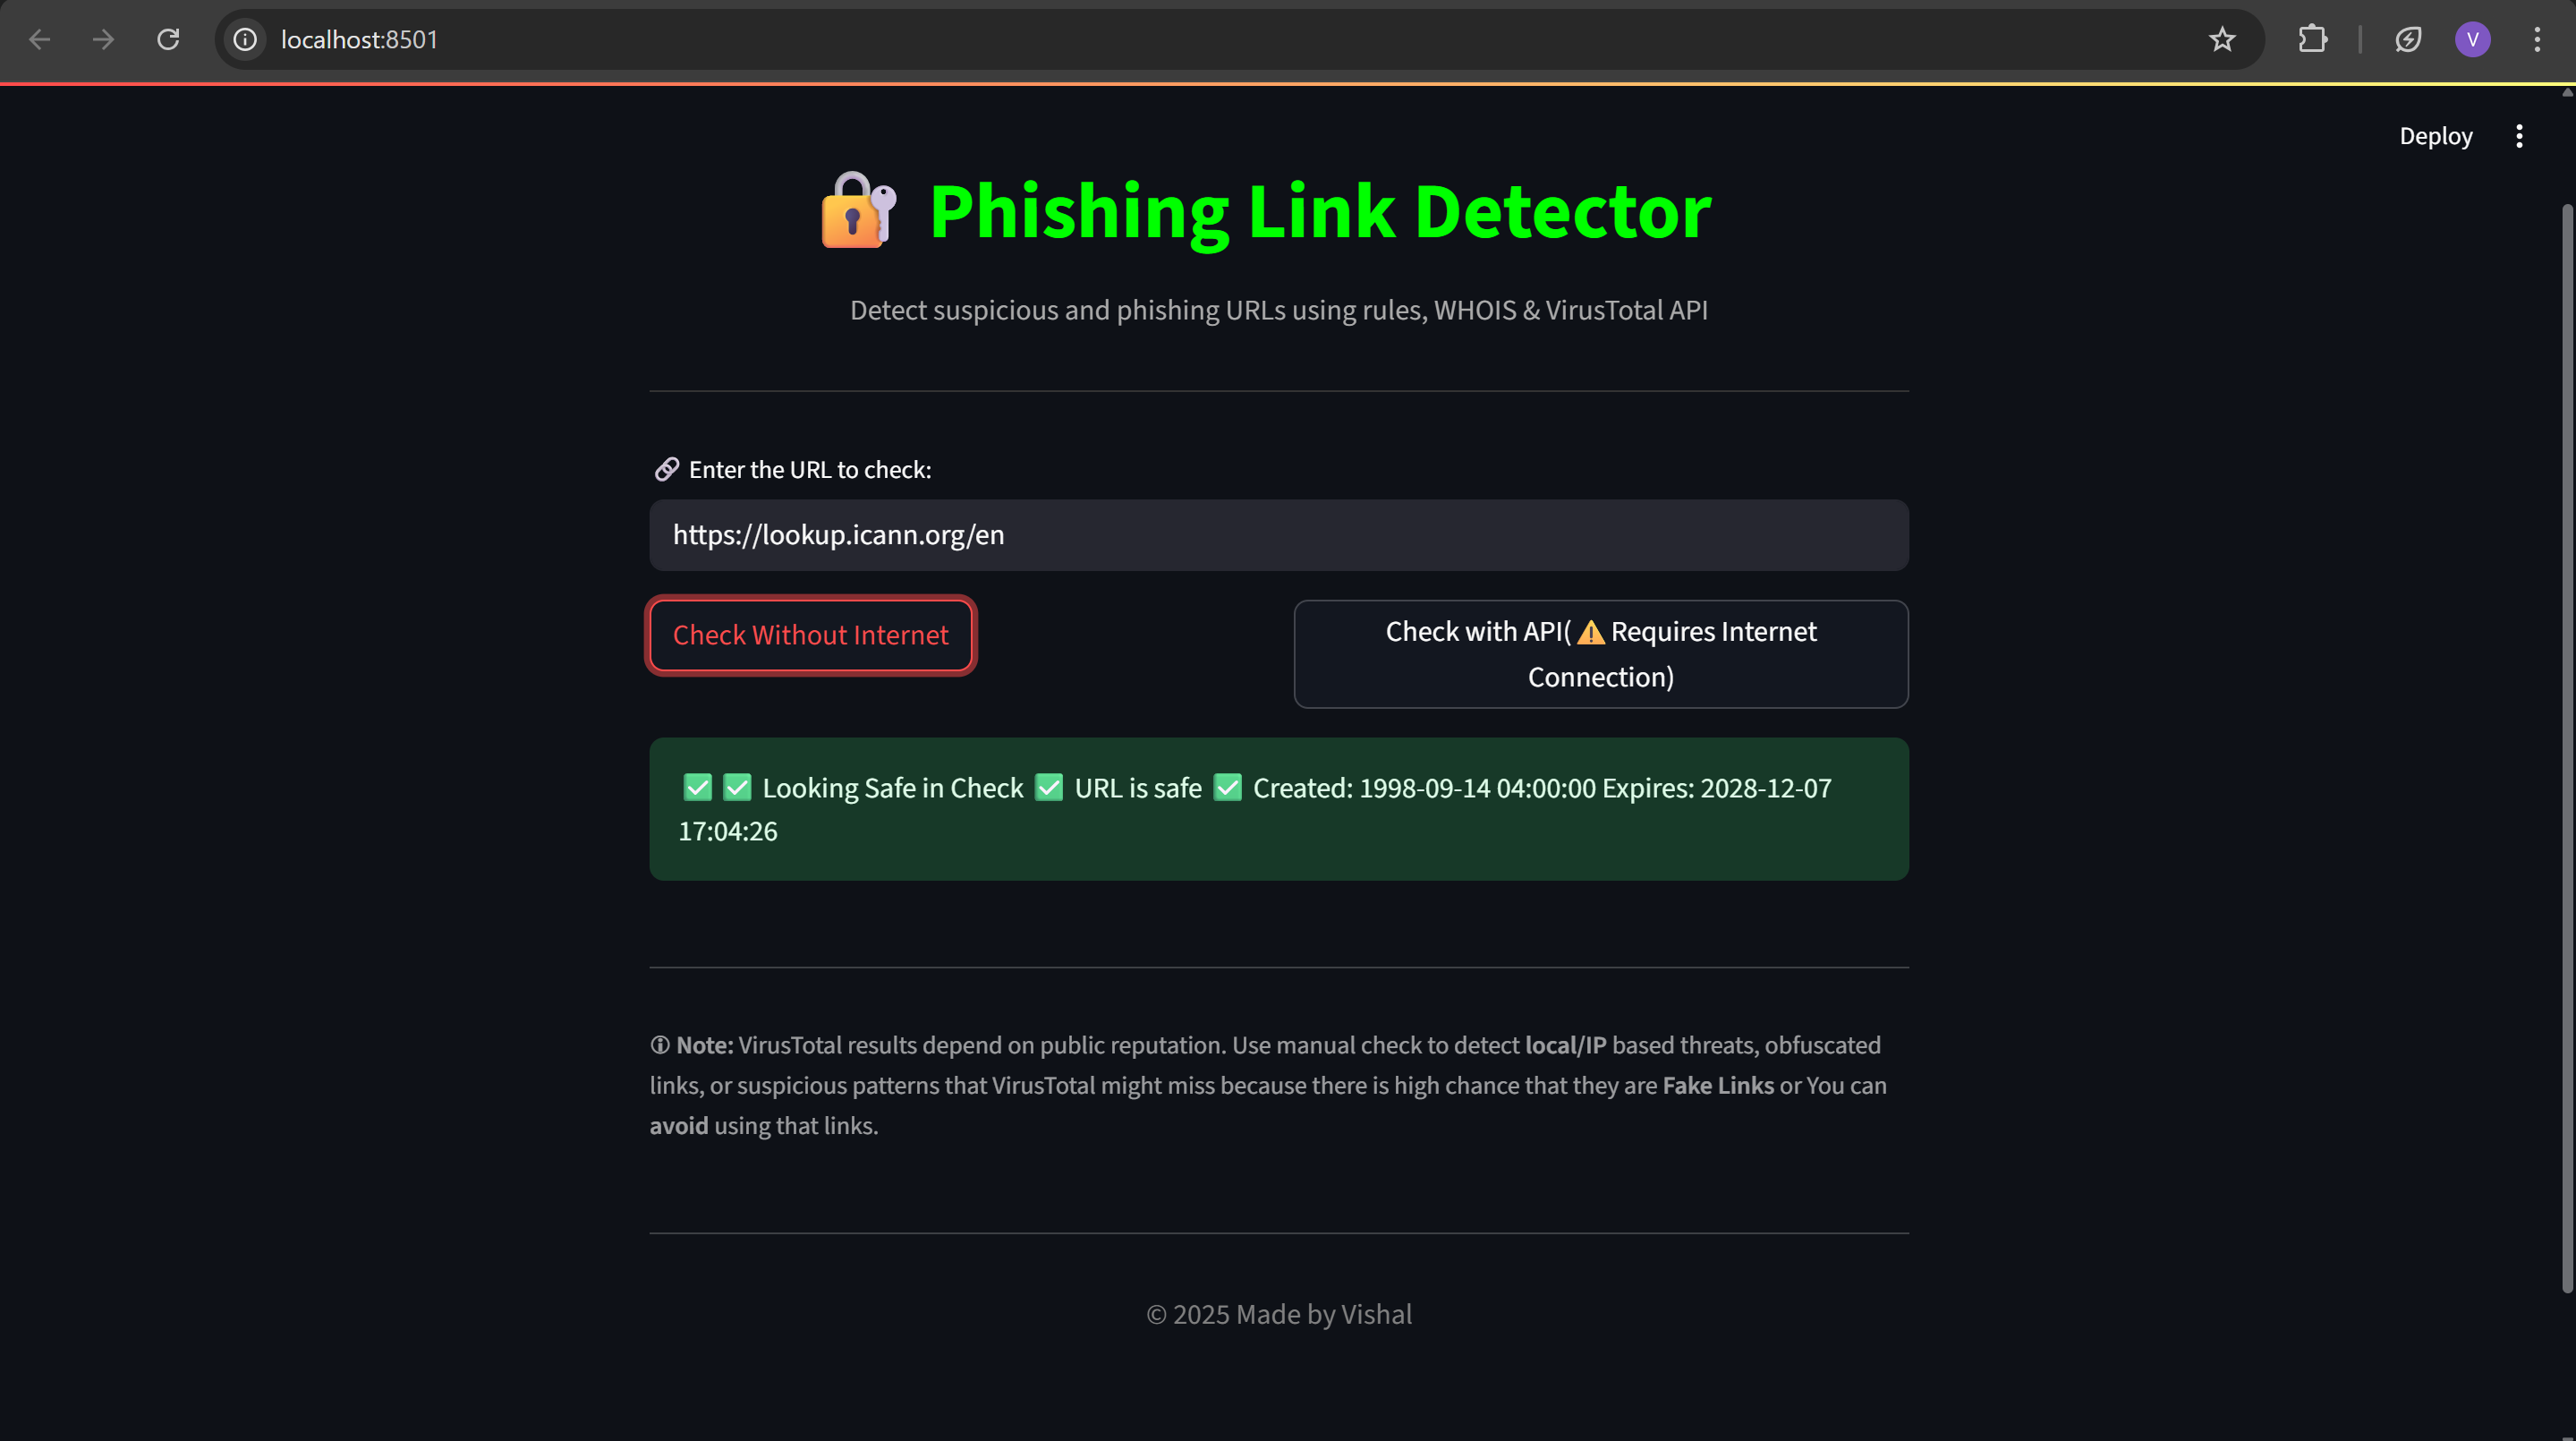 localhost:8501
V
Deploy
🔐 Phishing Link Detector
Detect suspicious and phishing URLs using rules, WHOIS & VirusTotal API
🔗 Enter the URL to check:
https://lookup.icann.org/en
Check Without Internet
Check with API(⚠️Requires Internet
Connection)
✅ ✅ Looking Safe in Check ✅ URL is safe ✅ Created: 1998-09-14 04:00:00 Expires: 2028-12-07
17:04:26
🛈 Note: VirusTotal results depend on public reputation. Use manual check to detect local/IP based threats, obfuscated
links, or suspicious patterns that VirusTotal might miss because there is high chance that they are Fake Links or You can
avoid using that links.
© 2025 Made by Vishal